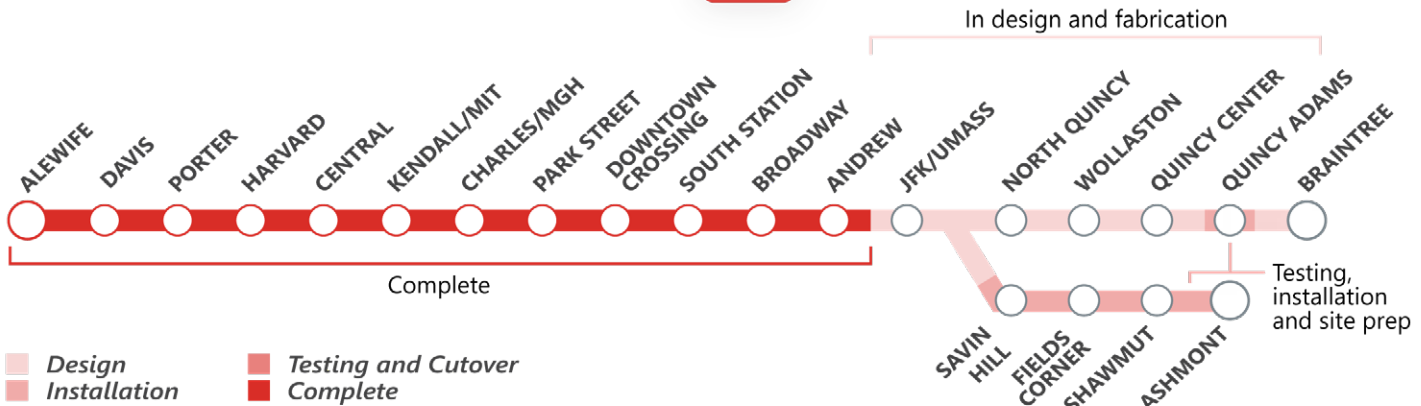 In design and fabrication
ALEWIFE
DAVIS
PORTER
HARVARD
CENTRAL
KENDALL/MIT
CHARLES/MGH
PARK STREET
DOWNTOWN
CROSSING
SOUTH STATION
BROADWAY
ANDREW
JFK/UMASS
NORTH QUINCY
WOLLASTON
QUINCY CENTER
QUINCY ADAMS
BRAINTREE
Complete
Testing,
installation
and site prep
SAVIN
HILL
FIELDS
CORNER
SHAWMUT
ASHMONT
Design
Installation
Testing and Cutover
Complete